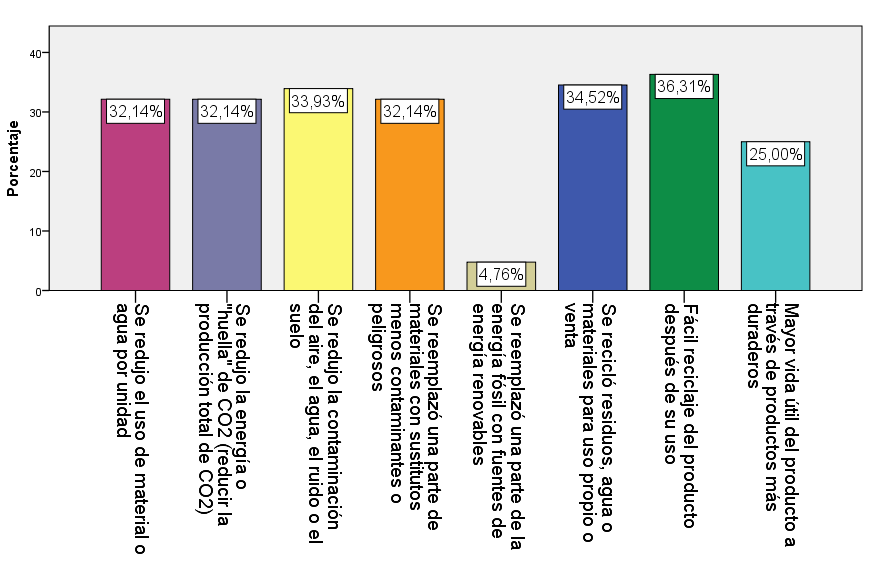 40
30
20
10
0
Porcentaje
32,14%
32,14%
33,93%
32,14%
4,76%
34,52%
36,31%
25,00%
Se redujo el uso de material o
agua por unidad
Se redujo la energía o
"huella" de CO2 (reducir la
producción total de CO2)
Se redujo la contaminación
del aire, el agua, el ruido o el
suelo
Se reemplazó una parte de
materiales con sustitutos
menos contaminantes o
peligrosos
Se reemplazó una parte de la
energía fósil con fuentes de
energía renovables
Se recicló residuos, agua o
materiales para uso propio o
venta
Fácil reciclaje del producto
después de su uso
Mayor vida útil del producto a
través de productos más
duraderos